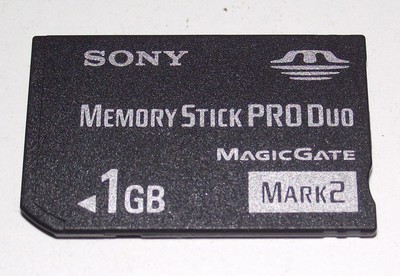 SONY
MEMORY STICK PRO DUO
MAGICGATE
1GB MARK2